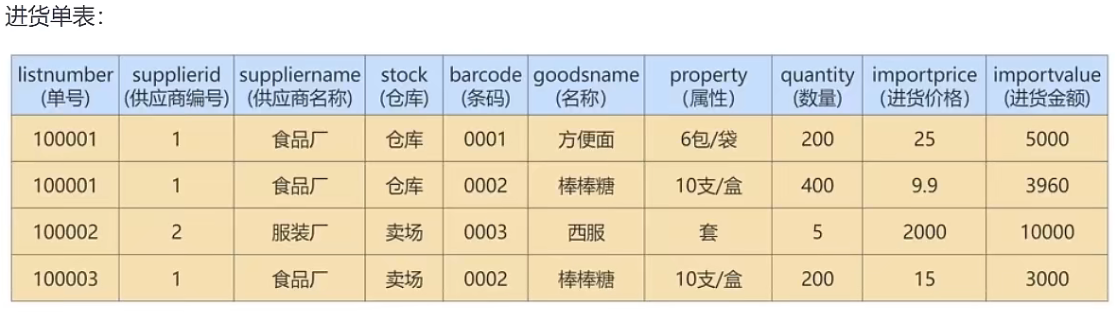 进货单表：
listnumber supplierid suppliername stock barcode goodsname property quantity importprice importvalue
(单号) (供应商编号) (供应商名称) (仓库) (条码) (名称） （属性） (数量) （进货价格） (进货金额)
100001 1 食品厂 仓库 0001 方便面 6包/袋 200 25 5000
100001 1 食品厂 仓库 0002 棒棒糖 10支/盒 400 9.9 3960
100002 2 服装厂 卖场 0003 西服 套 5 2000 10000
100003 1 食品厂 卖场 0002 棒棒糖 10支/盒 200 15 3000